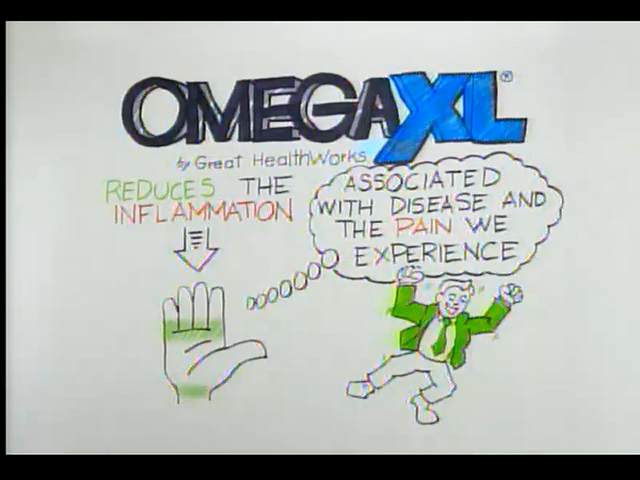 OMEGAXL®
by Great HealthWorks
REDUCES THE
INFLAMMATION
ASSOCIATED
WITH DISEASE AND
THE PAIN WE
EXPERIENCE